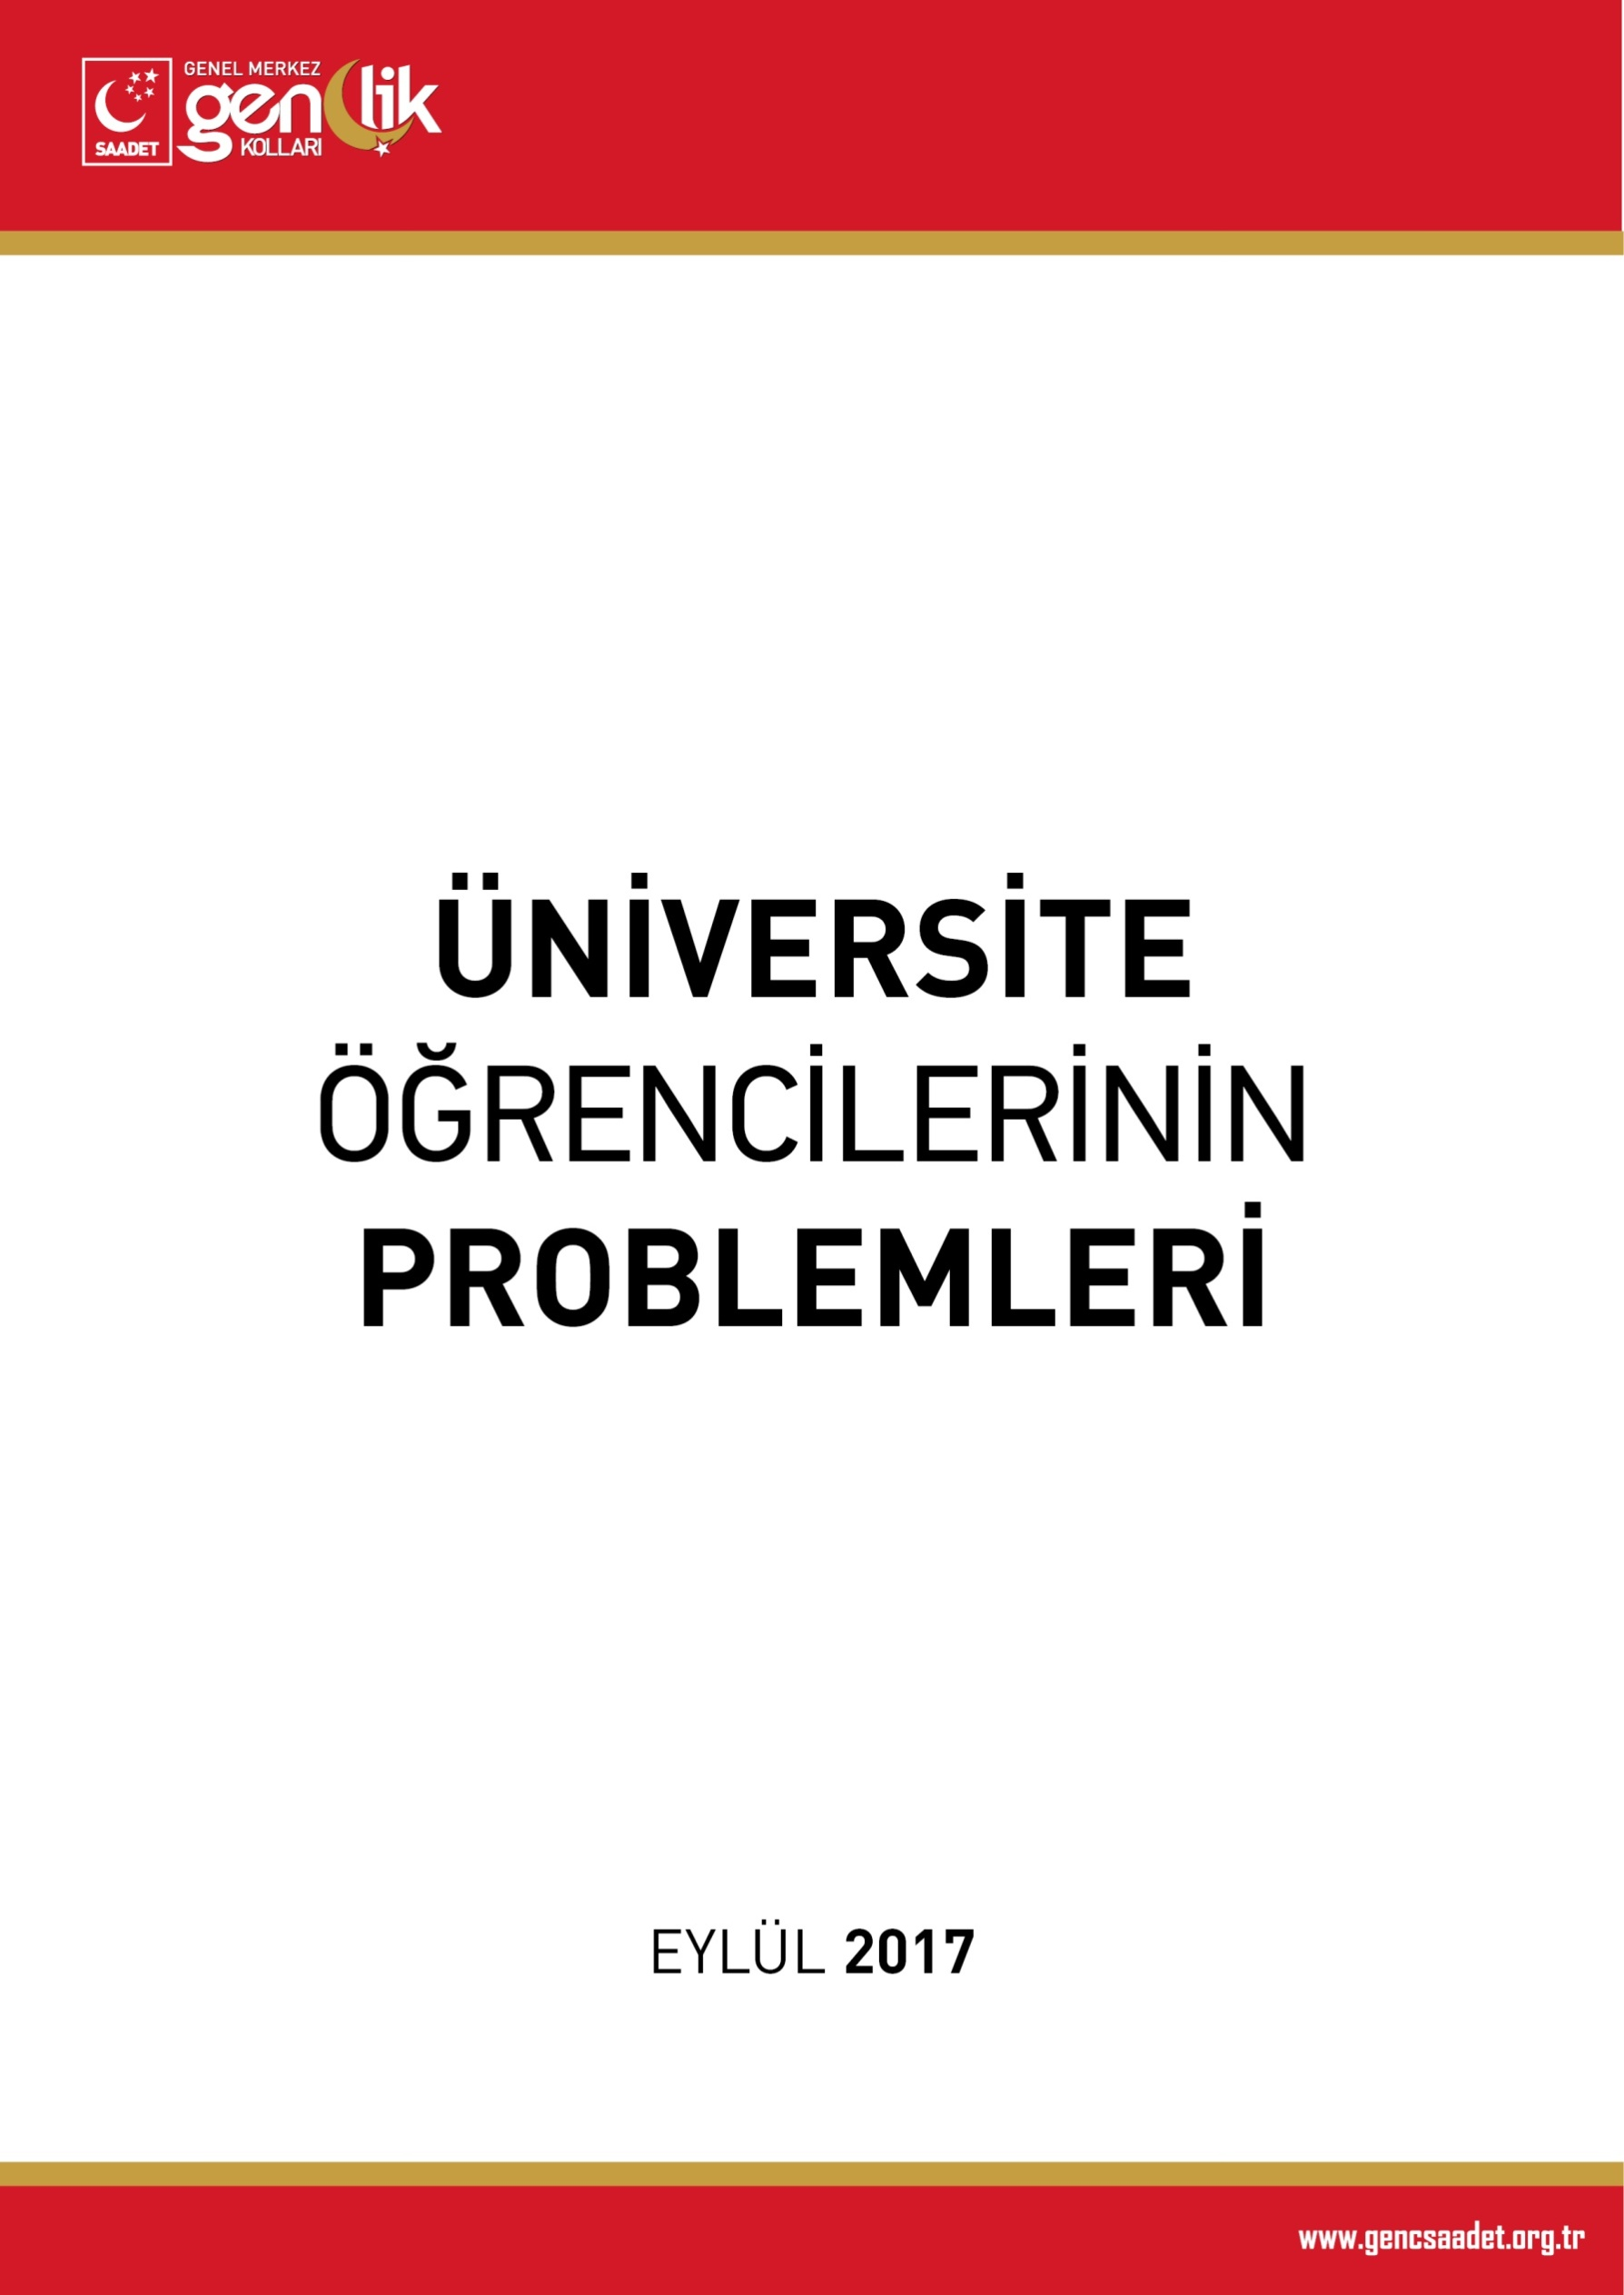 SAADET
GENEL MERKEZ
gençlik
KOLLARI
ÜNİVERSİTE
ÖĞRENCİLERİNİN
PROBLEMLERİ
EYLÜL 2017
www.gencsaadet.org.tr